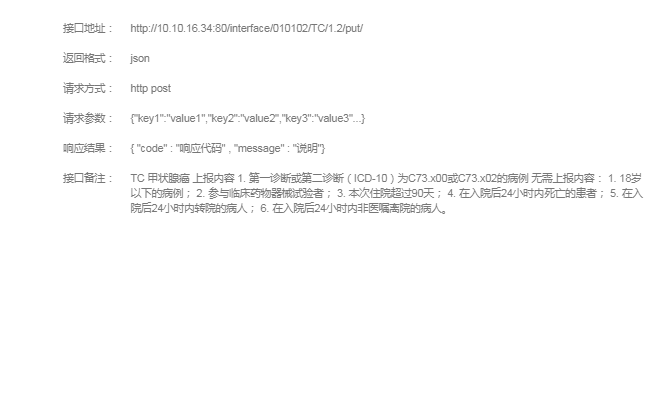 接口地址： http://10.10.16.34:80/interface/010102/TC/1.2/put/
返回格式： json
请求方式： http post
请求参数： {"key1":"value1","key2":"value2","key3":"value3"...}
响应结果： { "code" : "响应代码" , "message" : "说明"}
接口备注： TC 甲状腺癌 上报内容 1. 第一诊断或第二诊断（ICD-10）为C73.x00或C73.x02的病例 无需上报内容： 1. 18岁
以下的病例； 2. 参与临床药物器械试验者； 3. 本次住院超过90天； 4. 在入院后24小时内死亡的患者； 5. 在入
院后24小时内转院的病人； 6. 在入院后24小时内非医嘱离院的病人。